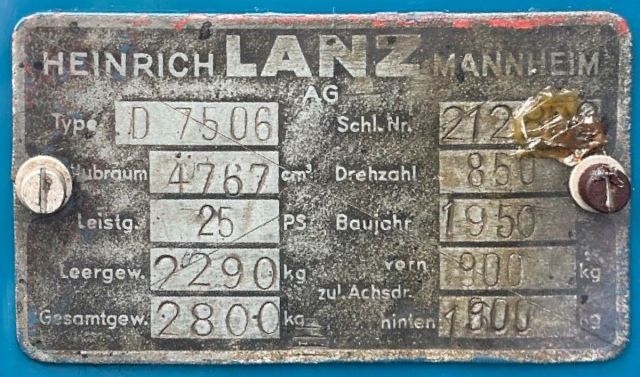 HEINRICH LANZ MANNHEIM
AG
Type D 7506 Schl. Nr. 212
Hubraum 4767 cm³ Drehzahl 850
Leistg. 25 PS. Baujahr 1950
Leergew. 2290 kg vorn 900 kg
zul. Achsdr.
Gesamtgew. 2800 kg hinten kg